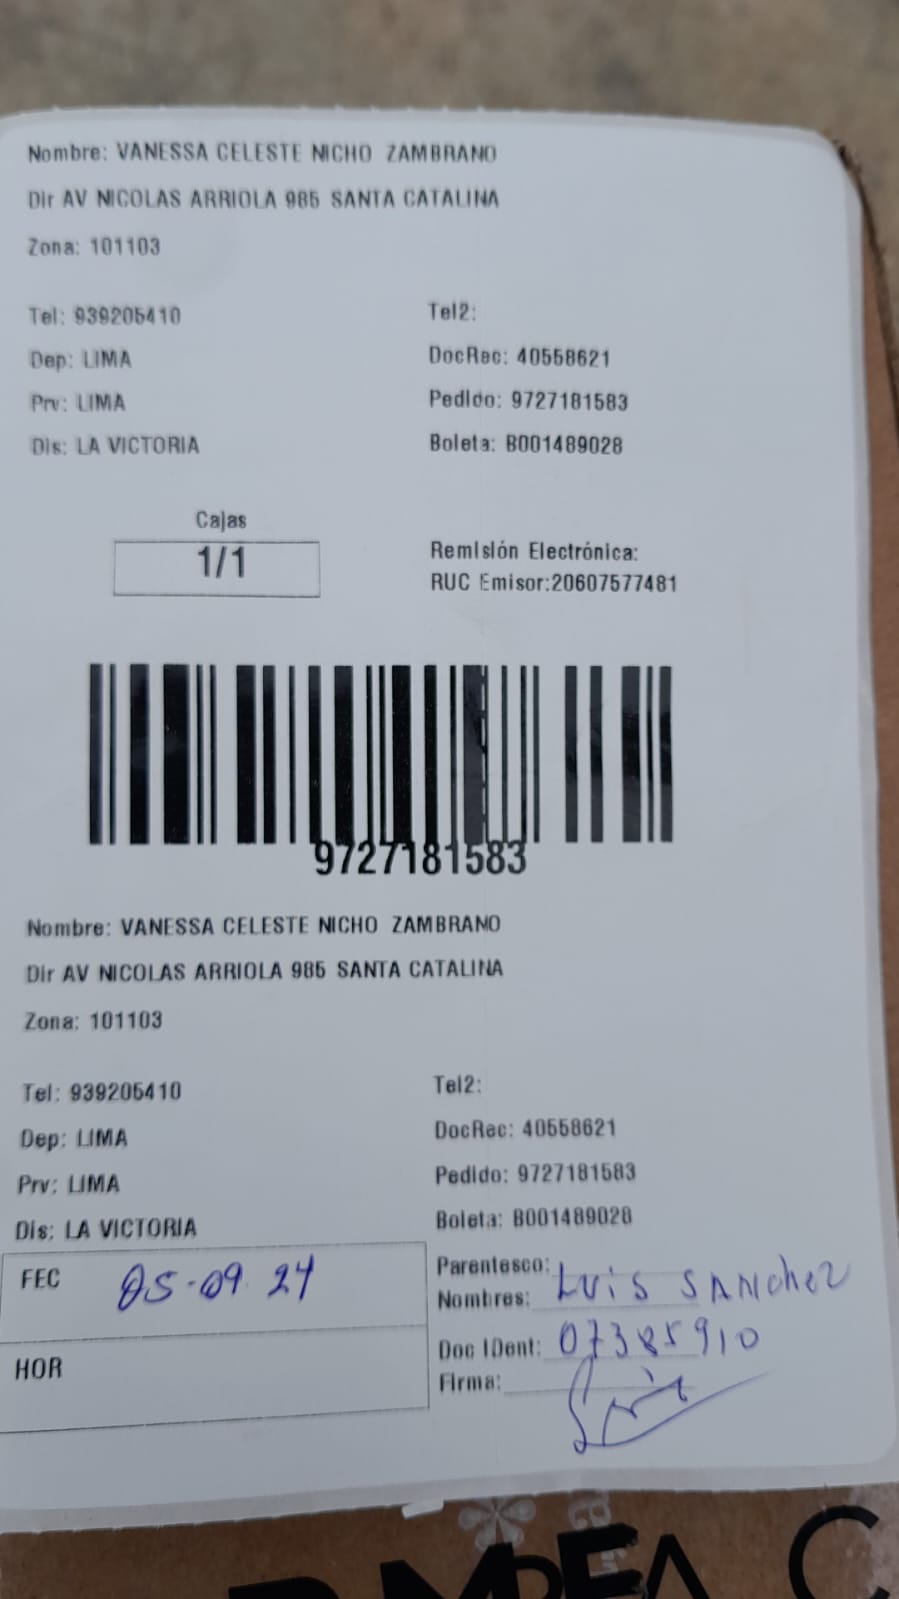 Nombre: VANESSA CELESTE NICHO ZAMBRANO
Dir AV NICOLAS ARRIOLA 985 SANTA CATALINA
Zona: 101103
Tel: 939205410 Tel2:
Dep: LIMA DocRec: 40558621
Prv: LIMA Pedido: 9727181583
Dis: LA VICTORIA Boleta: B001489028
Cajas
1/1
Remisión Electrónica:
RUC Emisor:20607577481
9727181583
Nombre: VANESSA CELESTE NICHO ZAMBRANO
Dir AV NICOLAS ARRIOLA 985 SANTA CATALINA
Zona: 101103
Tel: 939205410 Tel2:
Dep: LIMA DocRec: 40558621
Prv: LIMA Pedido: 9727181583
Dis: LA VICTORIA Boleta: B001489028
FEC 05-09.24
Parentesco:
Nombres: LUIS SANCHEZ
Doc IDent: 07385910
HOR
Firma: